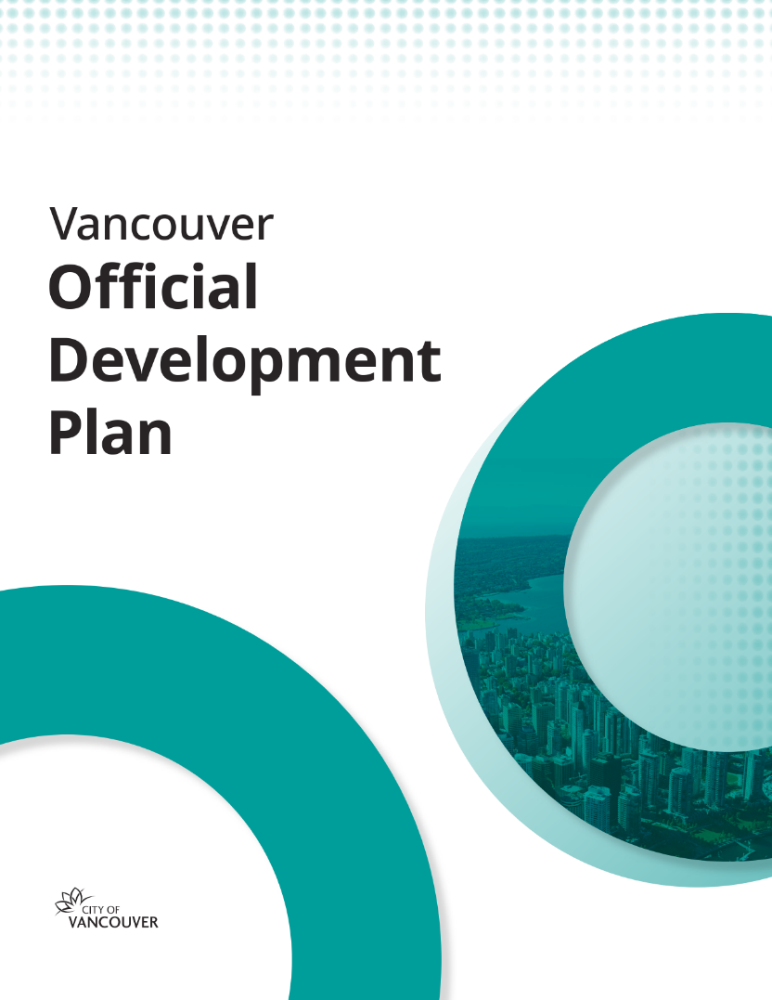 Vancouver
Official
Development
Plan
CITY OF
VANCOUVER